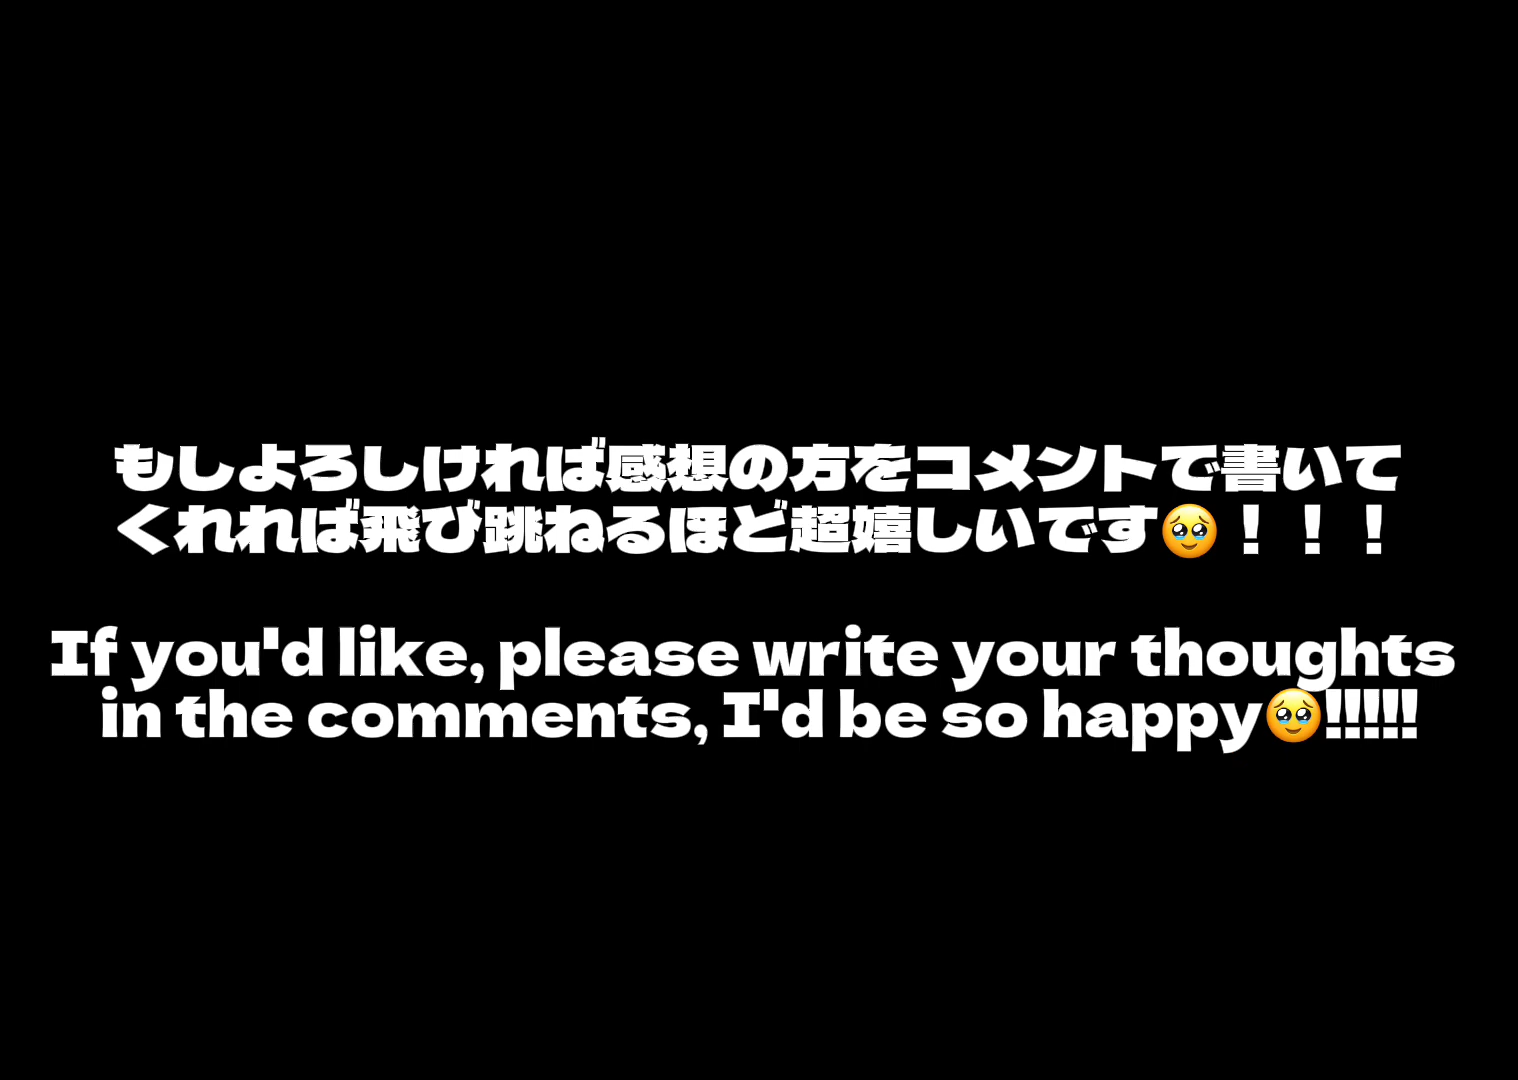 もしよろしければ感想の方をコメントで書いて
くれれば飛び跳ねるほど超嬉しいです🥹！！！
If you'd like, please write your thoughts
in the comments, I'd be so happy🥹!!!!!